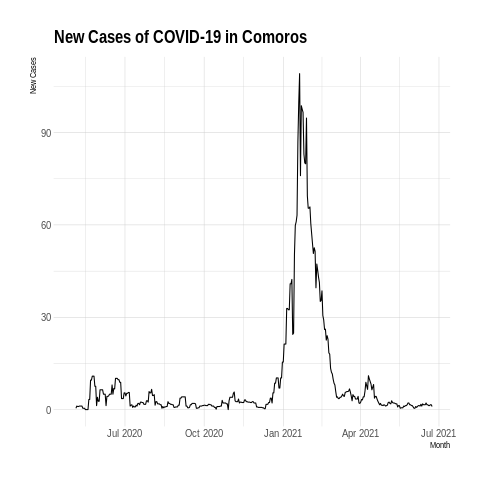 New Cases of COVID-19 in Comoros
New Cases
90
60
30
0
Jul 2020 Oct 2020 Jan 2021 Apr 2021 Jul 2021
Month